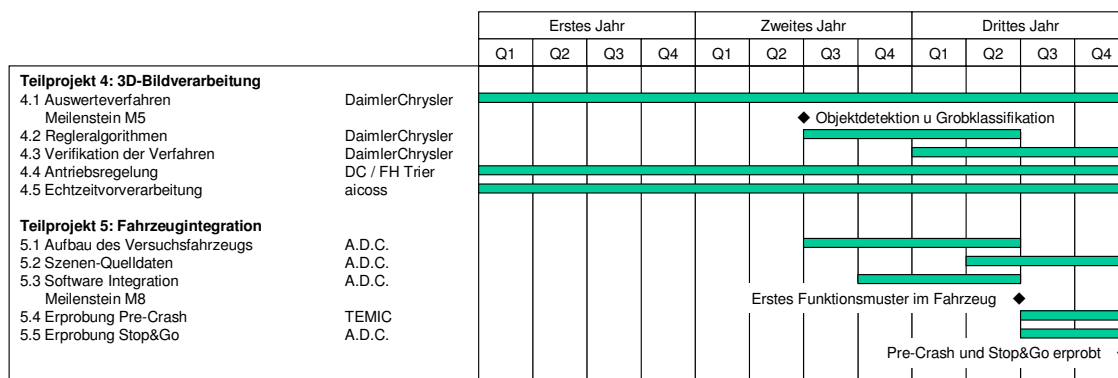 Erstes Jahr Zweites Jahr Drittes Jahr
Q1 Q2 Q3 Q4 Q1 Q2 Q3 Q4 Q1 Q2 Q3 Q4
Teilprojekt 4: 3D-Bildverarbeitung
4.1 Auswerteverfahren DaimlerChrysler
Meilenstein M5 Objektdetektion u Grobklassifikation
4.2 Regleralgorithmen DaimlerChrysler
4.3 Verifikation der Verfahren DaimlerChrysler
4.4 Antriebsregelung DC / FH Trier
4.5 Echtzeitvorverarbeitung aicoss
Teilprojekt 5: Fahrzeugintegration
5.1 Aufbau des Versuchsfahrzeugs A.D.C.
5.2 Szenen-Quelldaten A.D.C.
5.3 Software Integration A.D.C.
Meilenstein M8 Erstes Funktionsmuster im Fahrzeug
5.4 Erprobung Pre-Crash TEMIC
5.5 Erprobung Stop&Go A.D.C.
Pre-Crash und Stop&Go erprobt